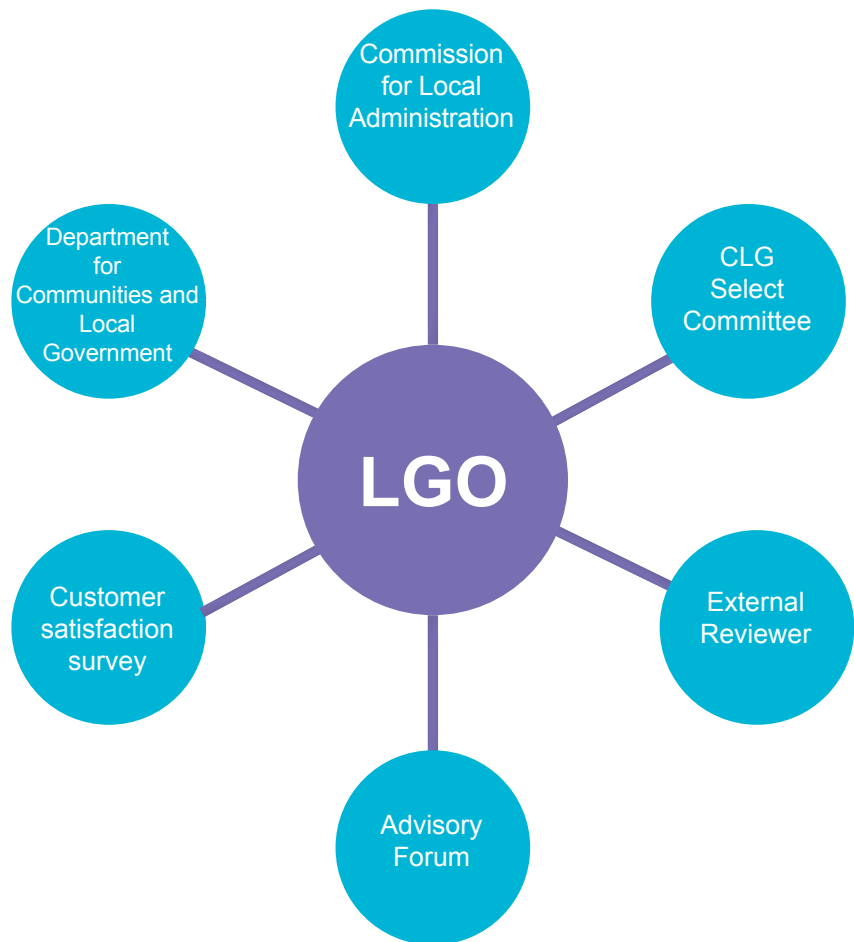 Commission
for Local
Administration
Department
for
Communities and
Local
Government
CLG
Select
Committee
LGO
Customer
satisfaction
survey
External
Reviewer
Advisory
Forum